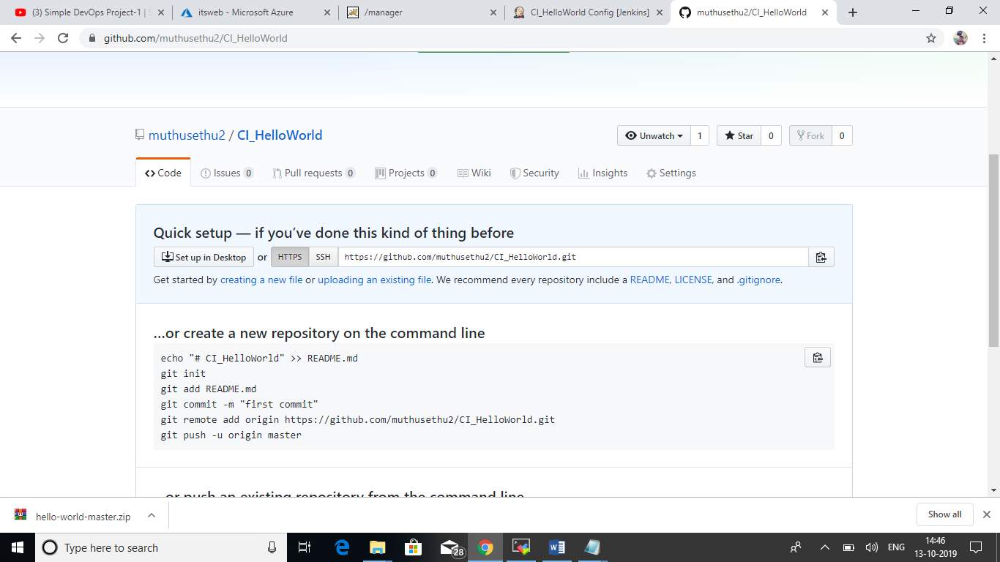 (3) Simple DevOps Project-1 | S
itsweb - Microsoft Azure
/manager
CI_HelloWorld Config [Jenkins]
muthusethu2/CI_HelloWorld
github.com/muthusethu2/CI_HelloWorld
muthusethu2 / CI_HelloWorld
Unwatch 1 Star 0 Fork 0
Code Issues 0 Pull requests 0 Projects 0 Wiki Security Insights Settings
Quick setup — if you've done this kind of thing before
Set up in Desktop or HTTPS SSH https://github.com/muthusethu2/CI_HelloWorld.git
Get started by creating a new file or uploading an existing file. We recommend every repository include a README, LICENSE, and .gitignore.
…or create a new repository on the command line
echo "# CI_HelloWorld" >> README.md
git init
git add README.md
git commit -m "first commit"
git remote add origin https://github.com/muthusethu2/CI_HelloWorld.git
git push -u origin master
…or push an existing repository from the command line
hello-world-master.zip
Show all
Type here to search
28
ENG
14:46
13-10-2019